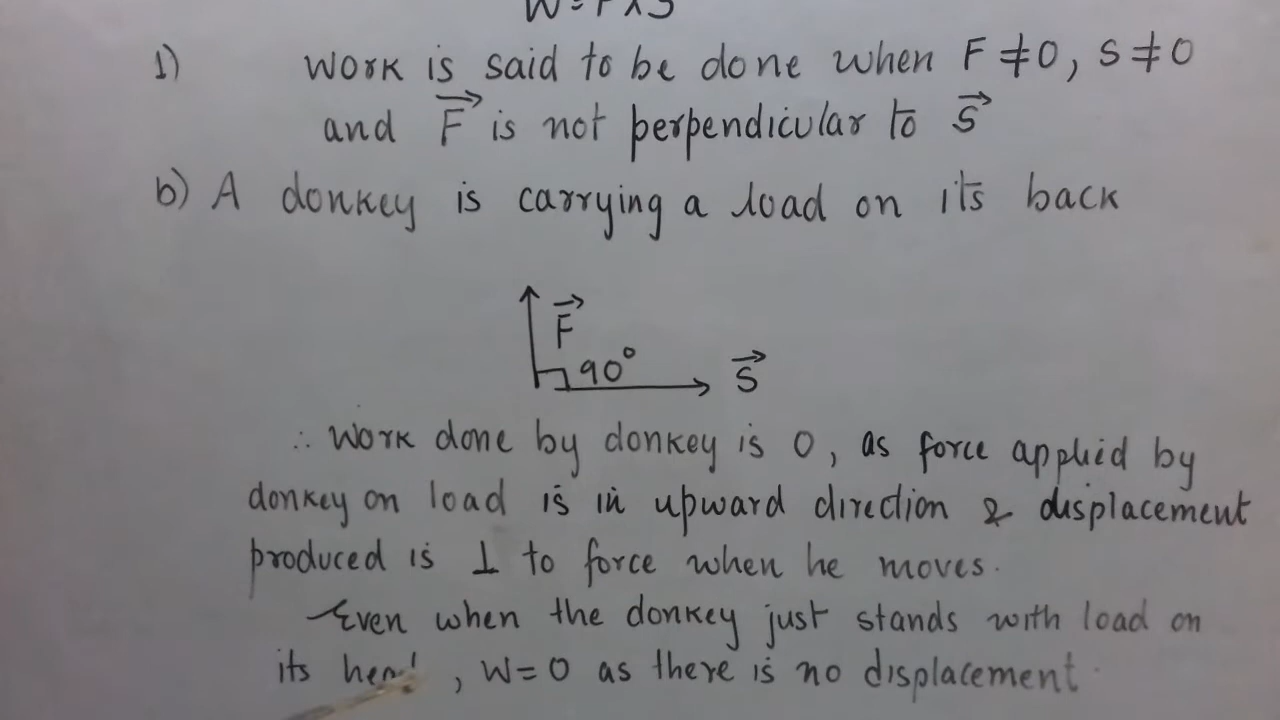 W = F x S
1) Work is said to be done when F ≠ 0, S ≠ 0
and F⃗ is not perpendicular to S⃗
b) A donkey is carrying a load on its back
F⃗
90°
S⃗
∴ Work done by donkey is 0, as force applied by
donkey on load is in upward direction & displacement
produced is ⊥ to force when he moves.
Even when the donkey just stands with load on
its , W = 0 as there is no displacement.